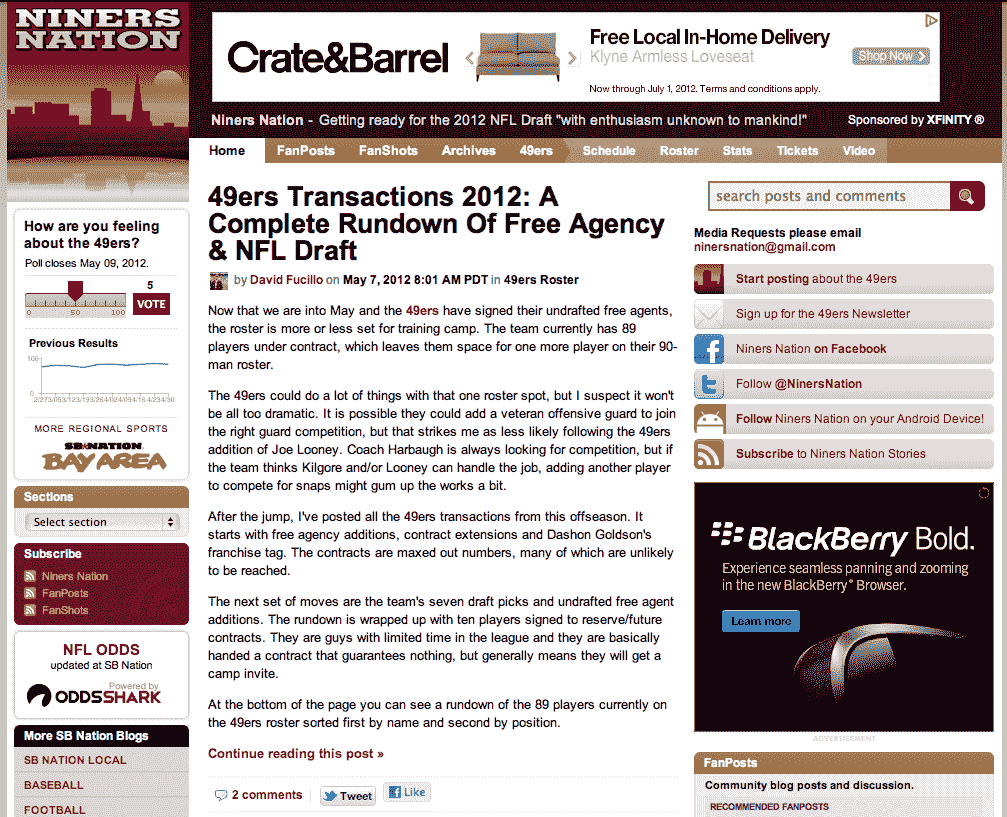 NINERS
NATION
Crate&Barrel
Free Local In-Home Delivery
Klyne Armless Loveseat
Shop Now
Now through July 1, 2012. Terms and conditions apply.
Niners Nation - Getting ready for the 2012 NFL Draft "with enthusiasm unknown to mankind!"
Sponsored by XFINITY ®
Home FanPosts FanShots Archives 49ers Schedule Roster Stats Tickets Video
How are you feeling
about the 49ers?
Poll closes May 09, 2012.
5
VOTE
0 50 100
Previous Results
100
0
MORE REGIONAL SPORTS
SB NATION
BAY AREA
Sections
Select section
Subscribe
Niners Nation
FanPosts
FanShots
NFL ODDS
updated at SB Nation
Powered by
ODDSSHARK
More SB Nation Blogs
SB NATION LOCAL
BASEBALL
FOOTBALL
49ers Transactions 2012: A
Complete Rundown Of Free Agency
& NFL Draft
by David Fucillo on May 7, 2012 8:01 AM PDT in 49ers Roster
Now that we are into May and the 49ers have signed their undrafted free agents,
the roster is more or less set for training camp. The team currently has 89
players under contract, which leaves them space for one more player on their 90-
man roster.
The 49ers could do a lot of things with that one roster spot, but I suspect it won't
be all too dramatic. It is possible they could add a veteran offensive guard to join
the right guard competition, but that strikes me as less likely following the 49ers
addition of Joe Looney. Coach Harbaugh is always looking for competition, but if
the team thinks Kilgore and/or Looney can handle the job, adding another player
to compete for snaps might gum up the works a bit.
After the jump, I've posted all the 49ers transactions from this offseason. It
starts with free agency additions, contract extensions and Dashon Goldson's
franchise tag. The contracts are maxed out numbers, many of which are unlikely
to be reached.
The next set of moves are the team's seven draft picks and undrafted free agent
additions. The rundown is wrapped up with ten players signed to reserve/future
contracts. They are guys with limited time in the league and they are basically
handed a contract that guarantees nothing, but generally means they will get a
camp invite.
At the bottom of the page you can see a rundown of the 89 players currently on
the 49ers roster sorted first by name and second by position.
Continue reading this post »
2 comments
Tweet
Like
search posts and comments
Media Requests please email
ninersnation@gmail.com
Start posting about the 49ers
Sign up for the 49ers Newsletter
Niners Nation on Facebook
Follow @NinersNation
Follow Niners Nation on your Android Device!
Subscribe to Niners Nation Stories
BlackBerry Bold.
Experience seamless panning and zooming
in the new BlackBerry® Browser.
Learn more
ADVERTISEMENT
FanPosts
Community blog posts and discussion.
RECOMMENDED FANPOSTS